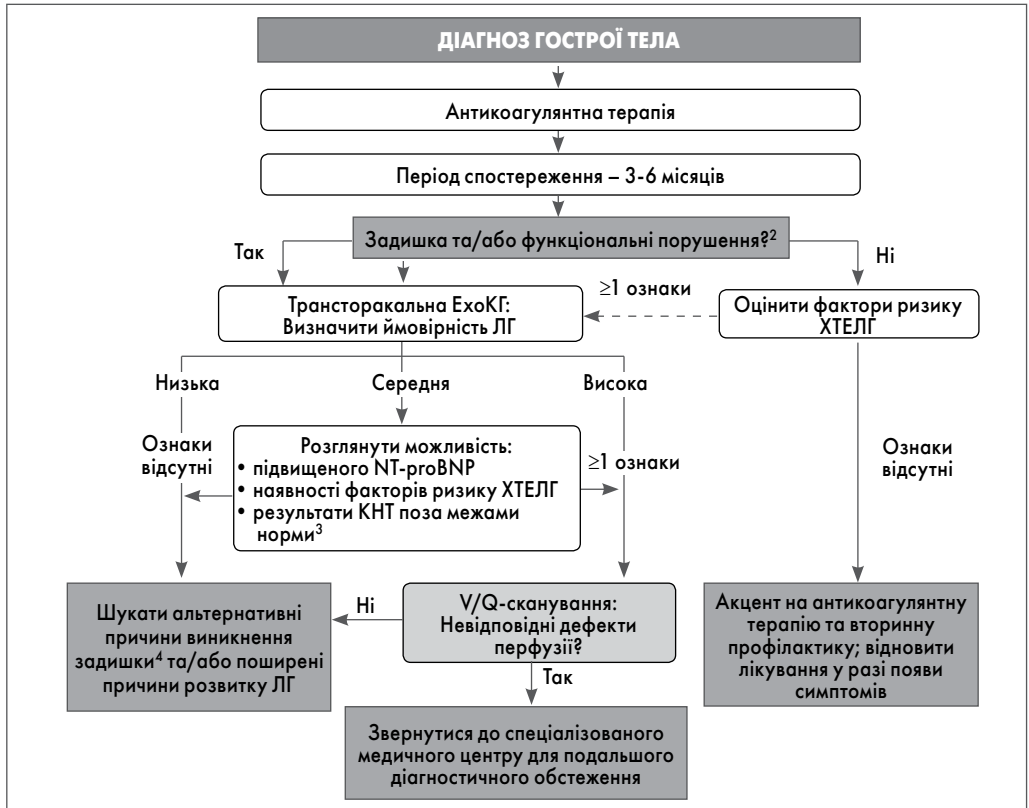 ДІАГНОЗ ГОСТРОЇ ТЕЛА
Антикоагулянтна терапія
Період спостереження – 3-6 місяців
Задишка та/або функціональні порушення?²
Так
Ні
Трансторакальна ЕхоКГ:
Визначити ймовірність ЛГ
≥1 ознаки
Оцінити фактори ризику
ХТЕЛГ
Низька
Середня
Висока
Ознаки
відсутні
Розглянути можливість:
• підвищеного NT-proBNP
• наявності факторів ризику ХТЕЛГ
• результати КНТ поза межами
норми³
≥1 ознаки
Ознаки
відсутні
Шукати альтернативні
причини виникнення
задишки⁴ та/або поширені
причини розвитку ЛГ
Ні
V/Q-сканування:
Невідповідні дефекти
перфузії?
Так
Акцент на антикоагулянтну
терапію та вторинну
профілактику; відновити
лікування у разі появи
симптомів
Звернутися до спеціалізованого
медичного центру для подальшого
діагностичного обстеження